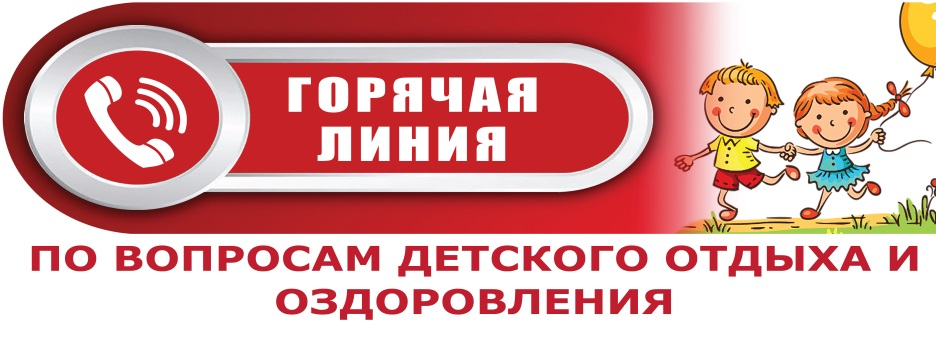 ГОРЯЧАЯ
ЛИНИЯ
ПО ВОПРОСАМ ДЕТСКОГО ОТДЫХА И
ОЗДОРОВЛЕНИЯ